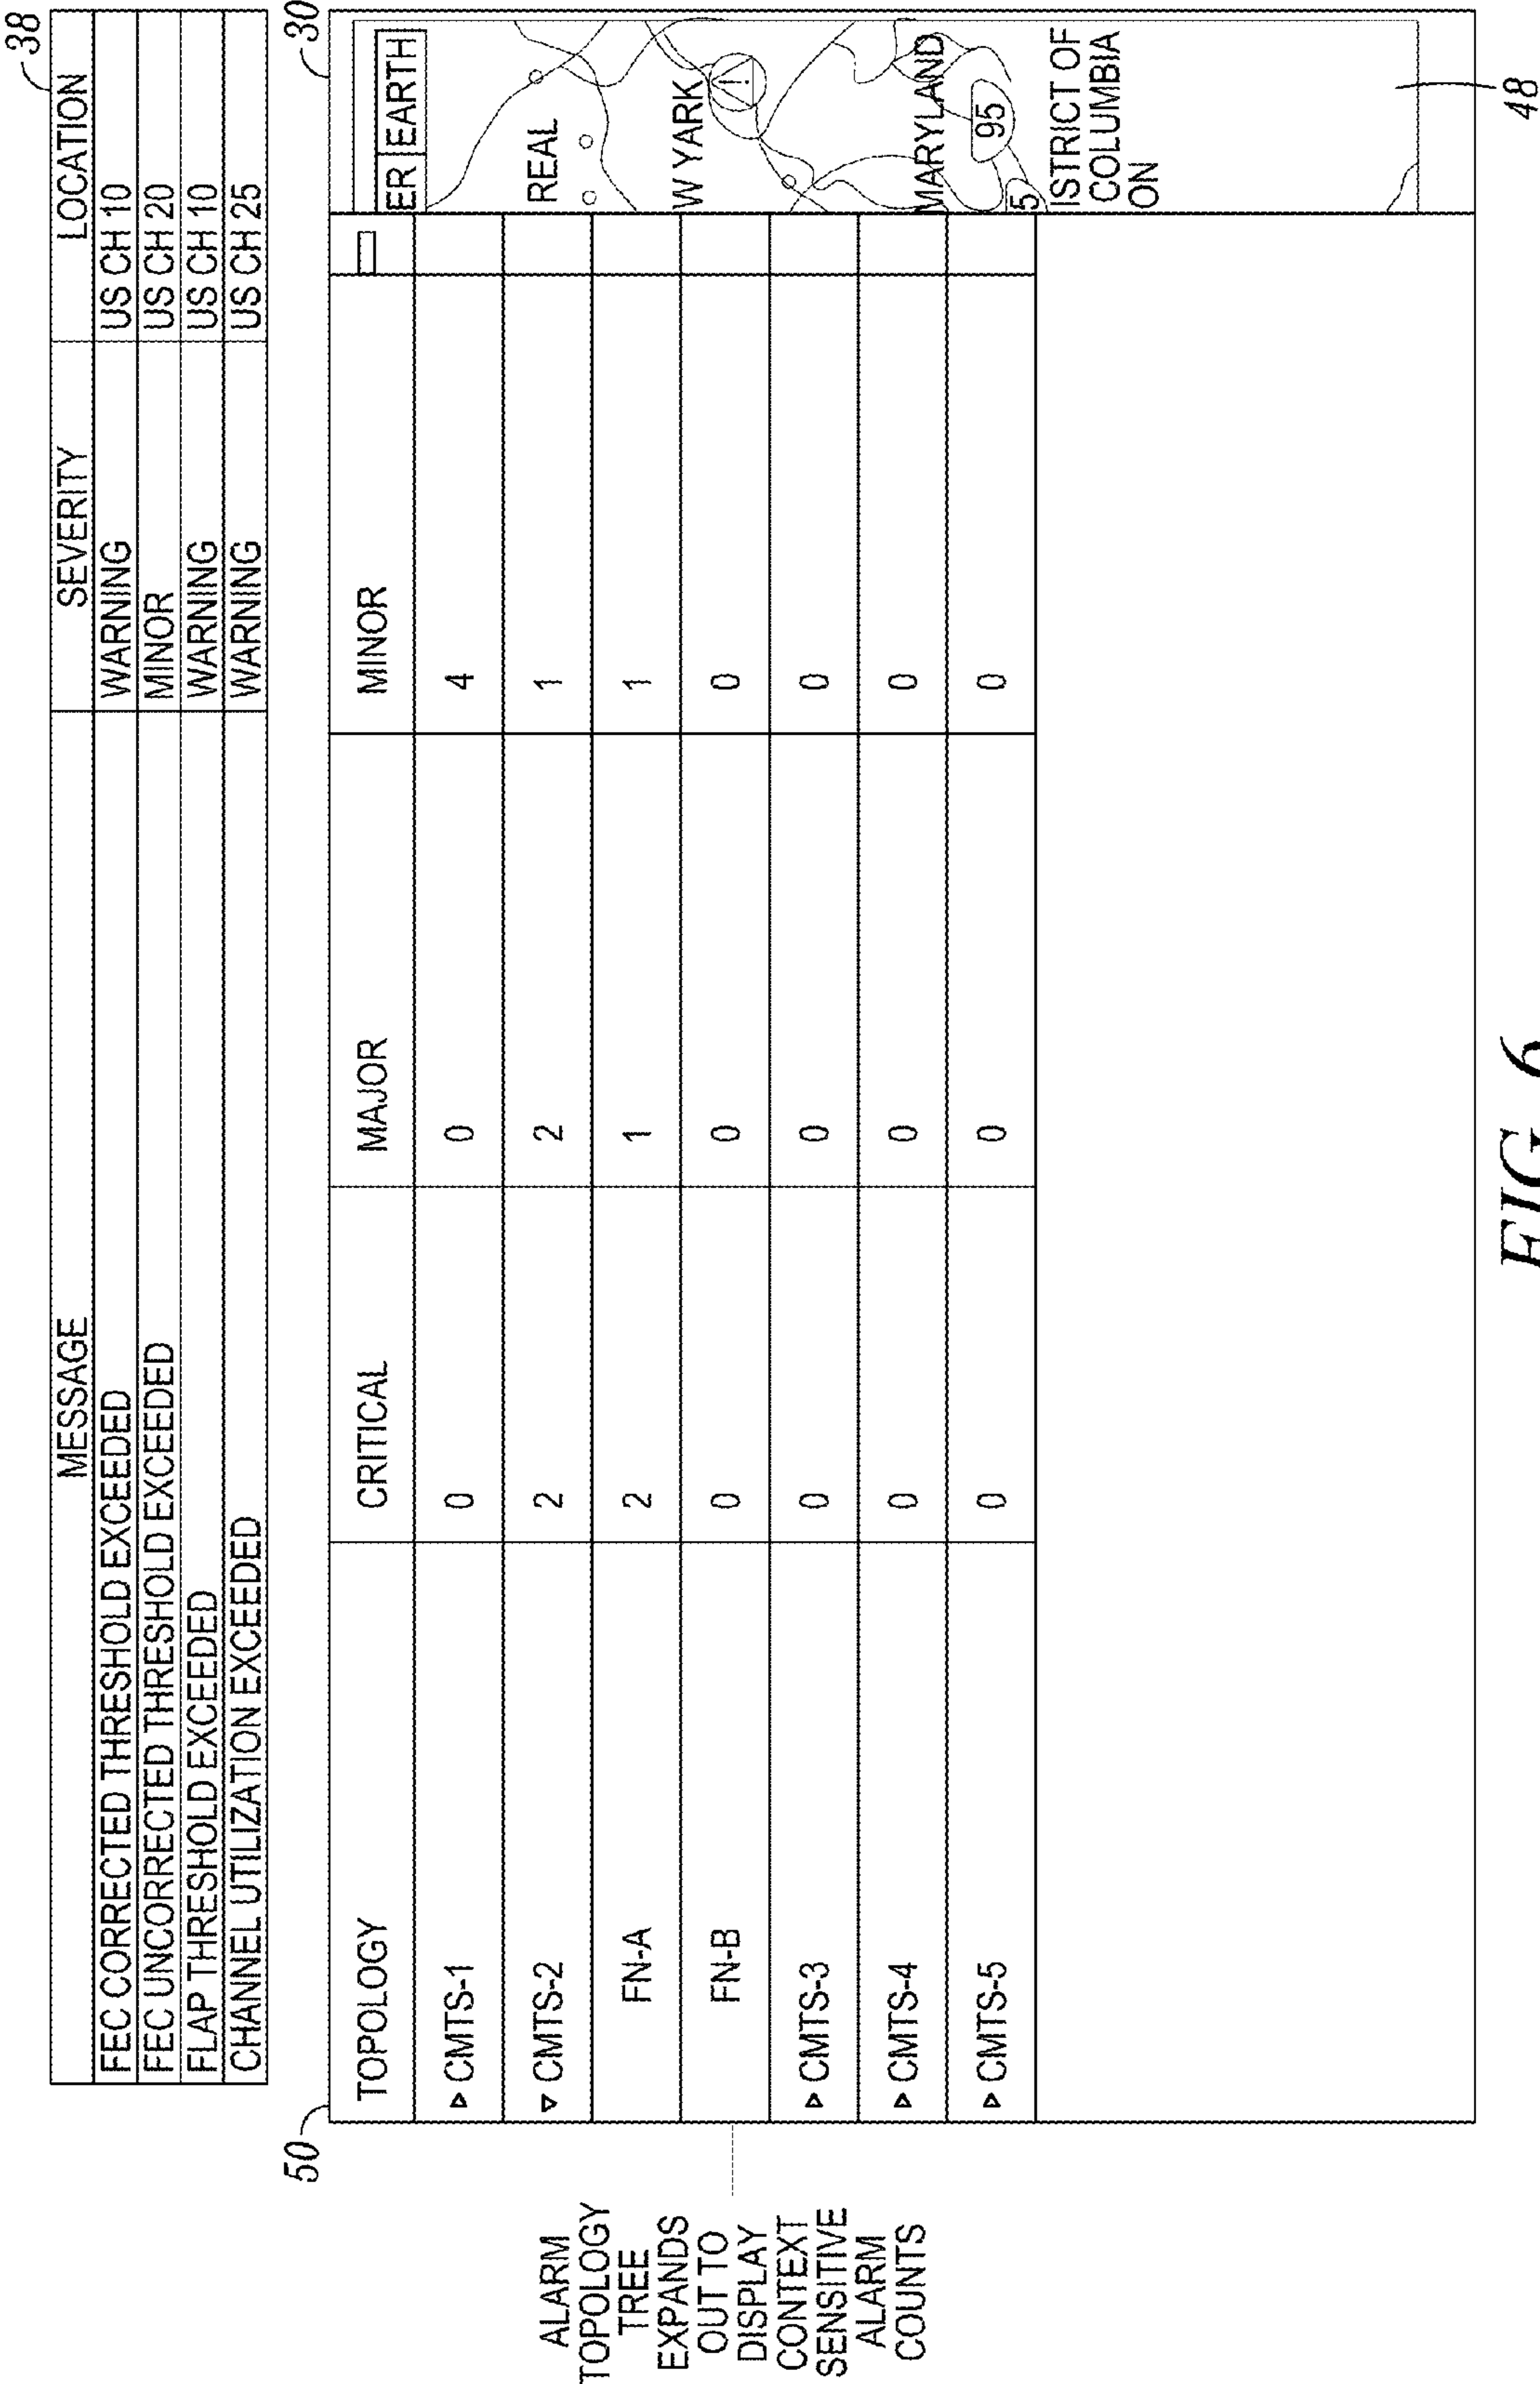 38
MESSAGE SEVERITY LOCATION
FEC CORRECTED THRESHOLD EXCEEDED WARNING US CH 10
FEC UNCORRECTED THRESHOLD EXCEEDED MINOR US CH 20
FLAP THRESHOLD EXCEEDED WARNING US CH 10
CHANNEL UTILIZATION EXCEEDED WARNING US CH 25
50 30
TOPOLOGY CRITICAL MAJOR MINOR
CMTS-1 0 0 4
CMTS-2 2 2 1
FN-A 2 1 1
FN-B 0 0 0
CMTS-3 0 0 0
CMTS-4 0 0 0
CMTS-5 0 0 0
ER EARTH
REAL
W YARK
!
MARYLAND
95
5
ISTRICT OF
COLUMBIA
ON
48
ALARM
TOPOLOGY
TREE
EXPANDS
OUT TO
DISPLAY
CONTEXT
SENSITIVE
ALARM
COUNTS
FIG. 6